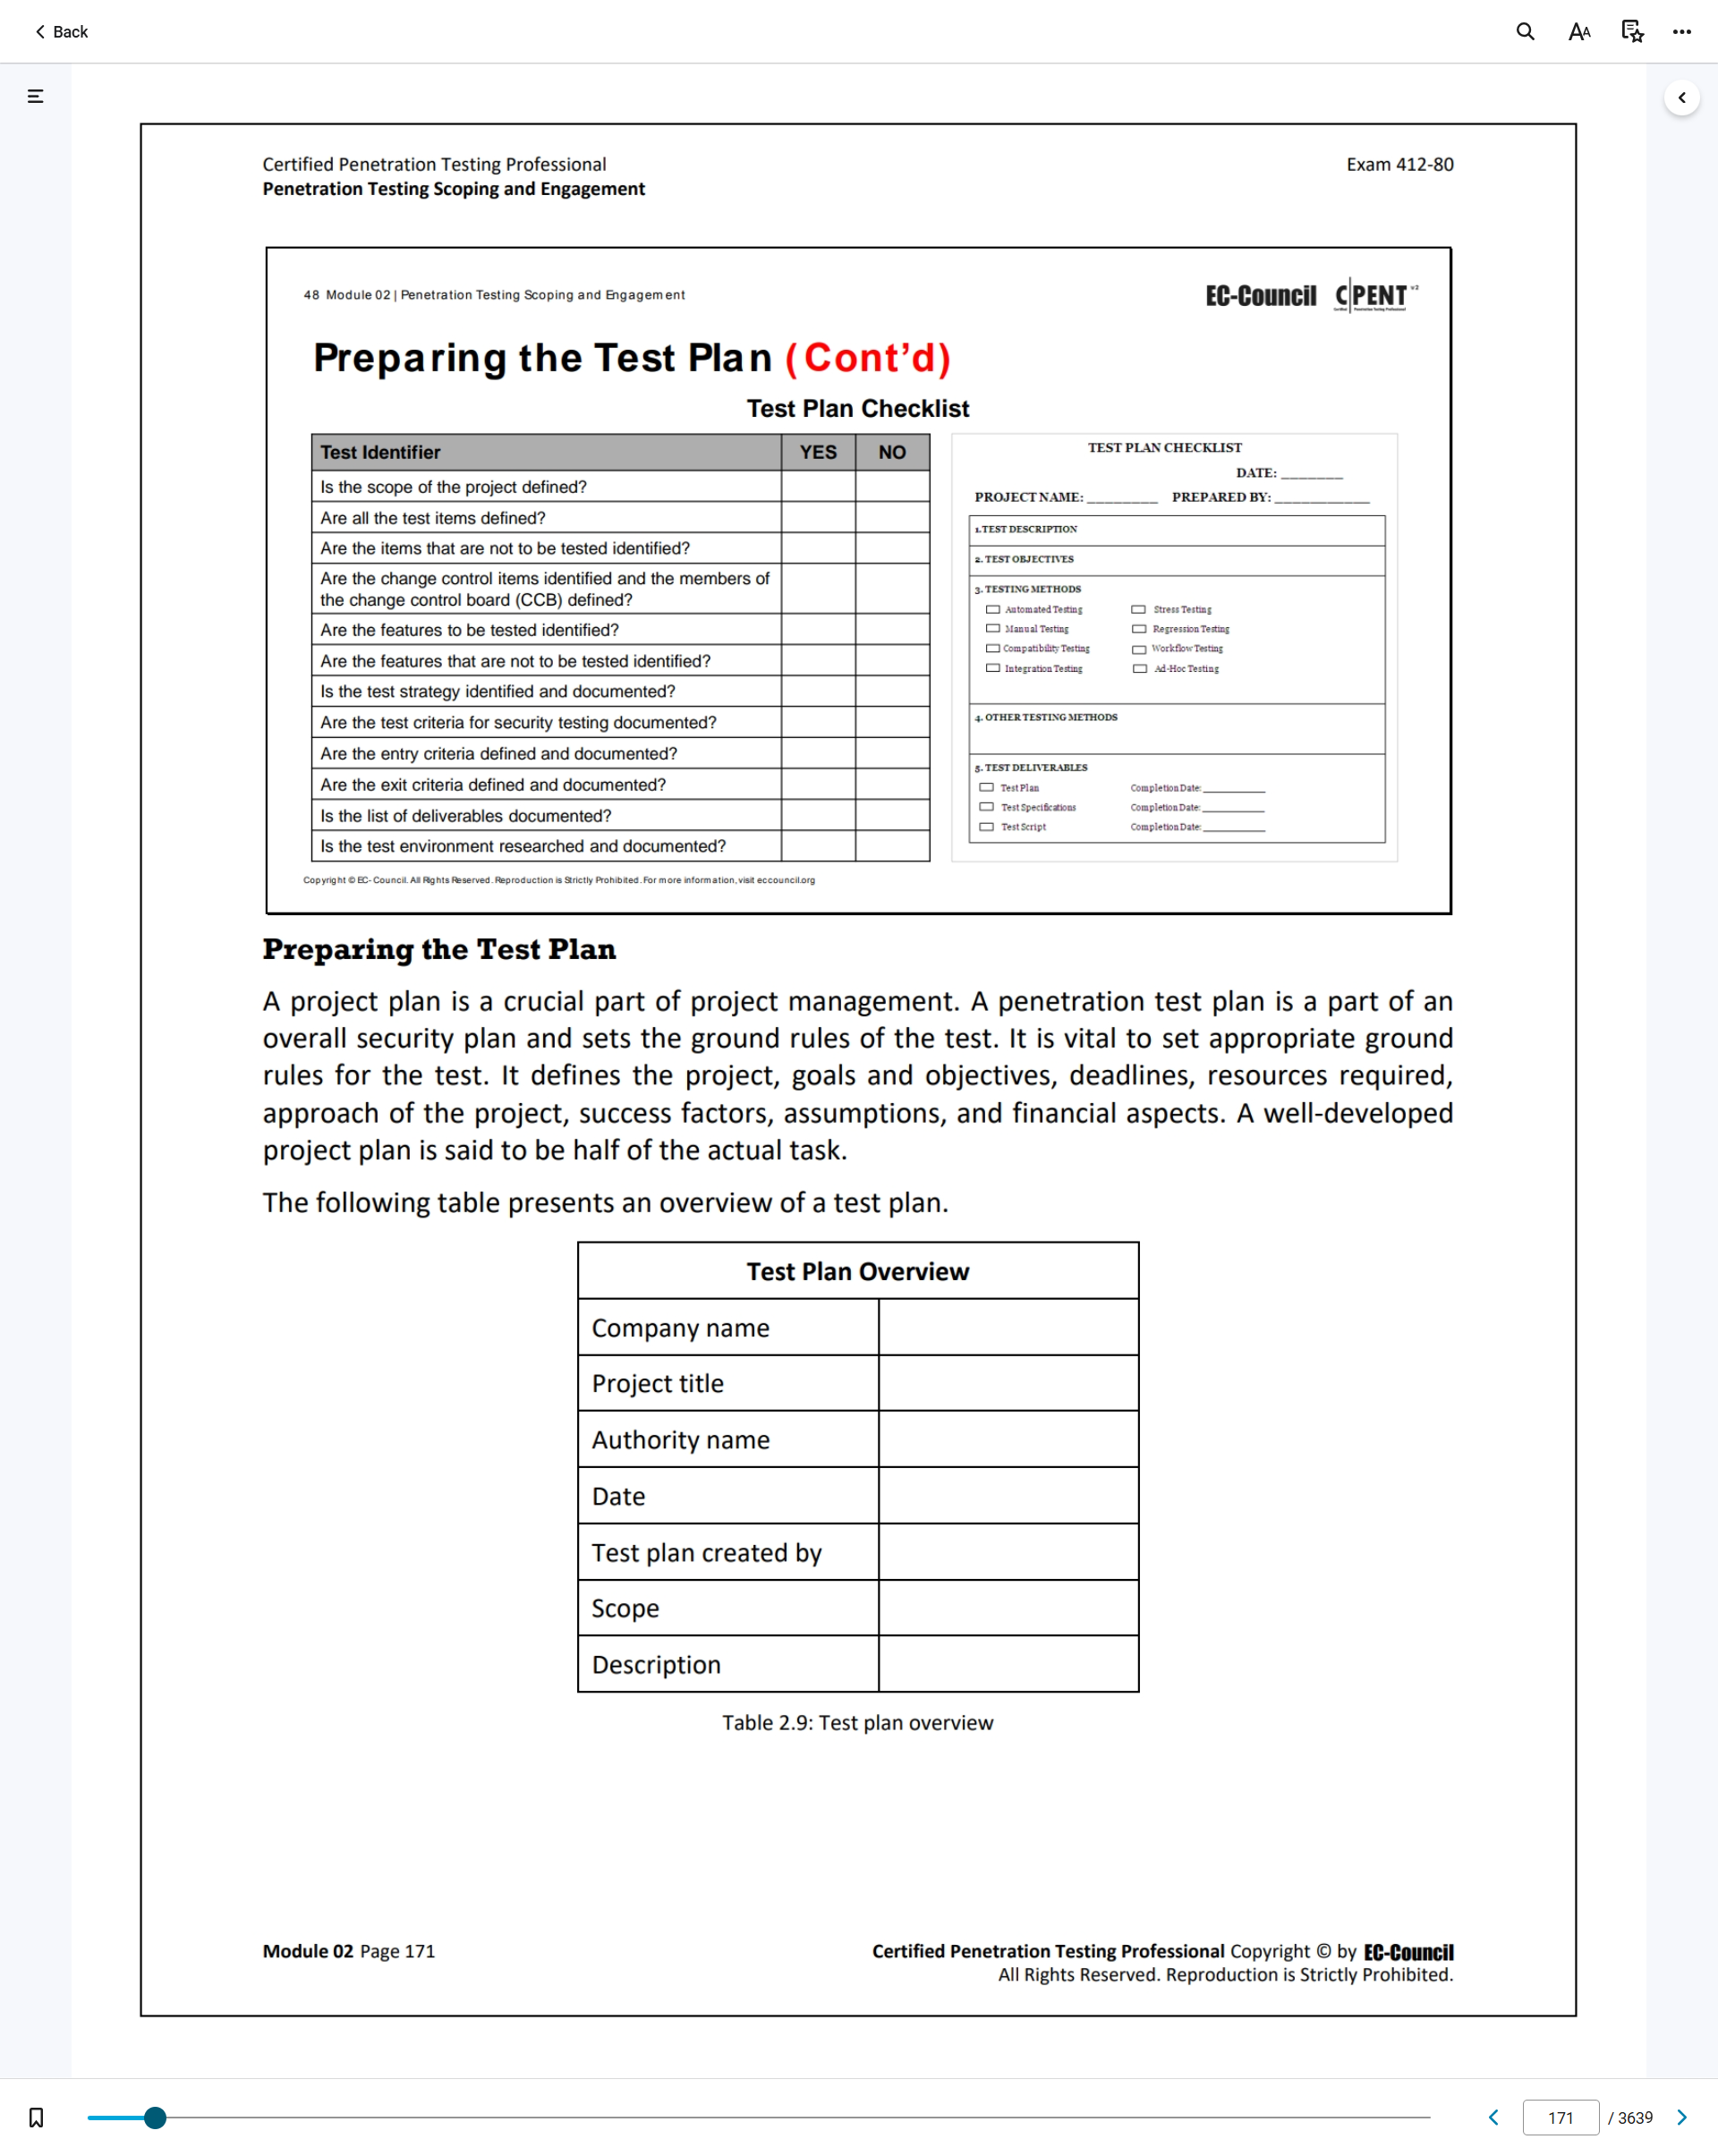 Back
Certified Penetration Testing Professional
Exam 412-80
Penetration Testing Scoping and Engagement
48 Module 02 | Penetration Testing Scoping and Engagement
EC-Council C|PENT
Preparing the Test Plan (Cont'd)
Test Plan Checklist
Test Identifier YES NO
Is the scope of the project defined?
Are all the test items defined?
Are the items that are not to be tested identified?
Are the change control items identified and the members of
the change control board (CCB) defined?
Are the features to be tested identified?
Are the features that are not to be tested identified?
Is the test strategy identified and documented?
Are the test criteria for security testing documented?
Are the entry criteria defined and documented?
Are the exit criteria defined and documented?
Is the list of deliverables documented?
Is the test environment researched and documented?
TEST PLAN CHECKLIST
DATE: _______
PROJECT NAME: ________ PREPARED BY: ___________
1. TEST DESCRIPTION
2. TEST OBJECTIVES
3. TESTING METHODS
Automated Testing Stress Testing
Manual Testing Regression Testing
Compatibility Testing Workflow Testing
Integration Testing Ad-Hoc Testing
4. OTHER TESTING METHODS
5. TEST DELIVERABLES
Test Plan Completion Date: ___________
Test Specifications Completion Date: ___________
Test Script Completion Date: ___________
Copyright © EC-Council. All Rights Reserved. Reproduction is Strictly Prohibited. For more information, visit eccouncil.org
Preparing the Test Plan
A project plan is a crucial part of project management. A penetration test plan is a part of an
overall security plan and sets the ground rules of the test. It is vital to set appropriate ground
rules for the test. It defines the project, goals and objectives, deadlines, resources required,
approach of the project, success factors, assumptions, and financial aspects. A well-developed
project plan is said to be half of the actual task.
The following table presents an overview of a test plan.
Test Plan Overview
Company name
Project title
Authority name
Date
Test plan created by
Scope
Description
Table 2.9: Test plan overview
Module 02 Page 171
Certified Penetration Testing Professional Copyright © by EC-Council
All Rights Reserved. Reproduction is Strictly Prohibited.
171 / 3639